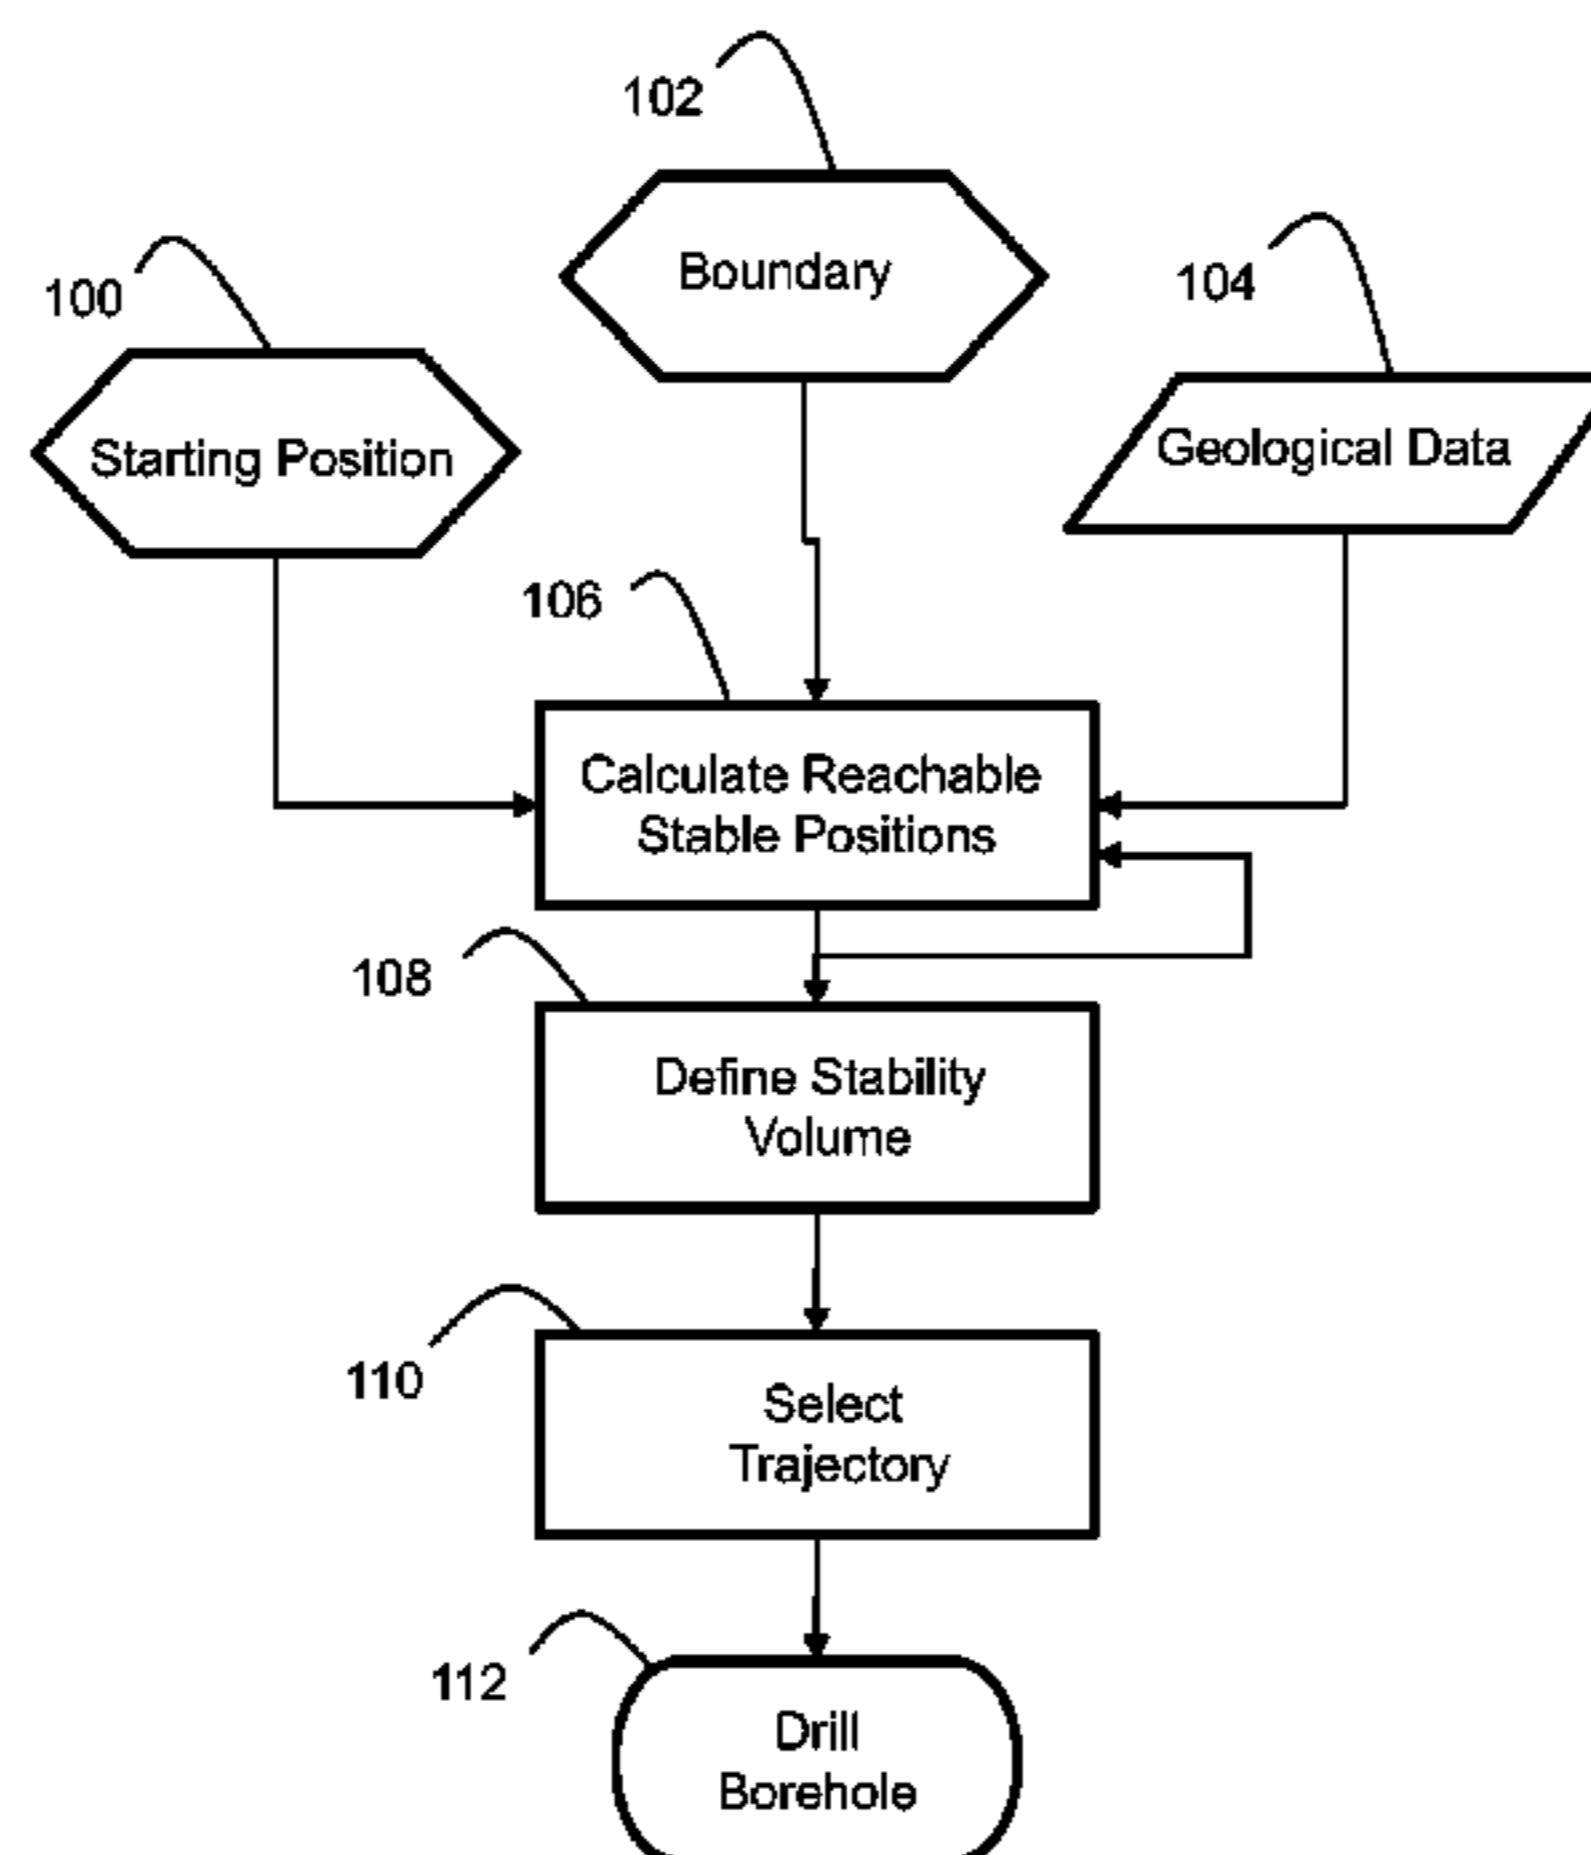 102
Boundary
104
100
Geological Data
Starting Position
106
Calculate Reachable
Stable Positions
108
Define Stability
Volume
110
Select
Trajectory
112
Drill
Borehole